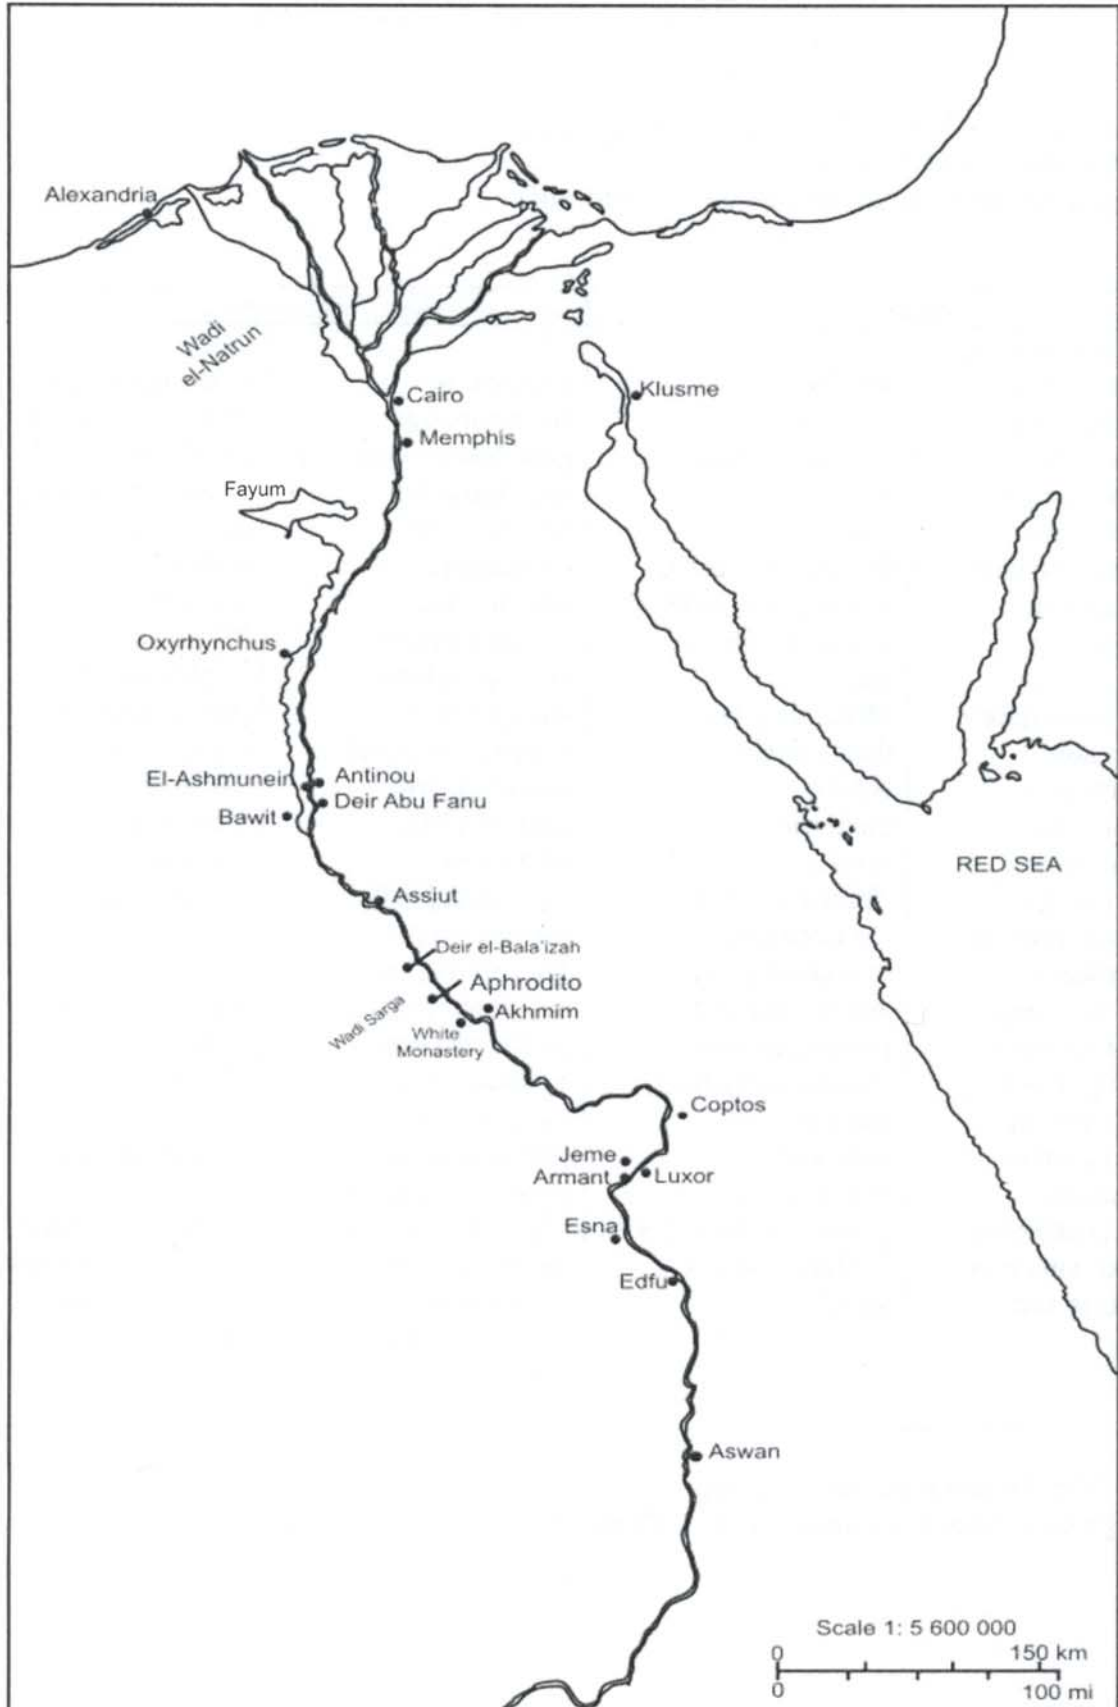 Alexandria
Wadi
el-Natrun
Cairo
Klusme
Memphis
Fayum
Oxyrhynchus
El-Ashmunein
Antinou
Deir Abu Fanu
Bawit
RED SEA
Assiut
Deir el-Bala'izah
Aphrodito
Wadi Sarga
Akhmim
White
Monastery
Coptos
Jeme
Armant
Luxor
Esna
Edfu
Aswan
Scale 1: 5 600 000
0 150 km
0 100 mi